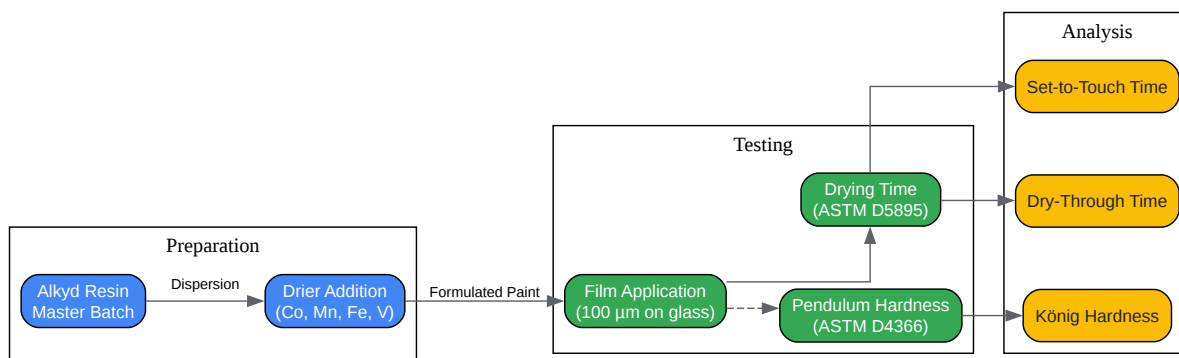 Preparation
Alkyd Resin
Master Batch
Dispersion
Drier Addition
(Co, Mn, Fe, V)
Formulated Paint
Testing
Film Application
(100 µm on glass)
Drying Time
(ASTM D5895)
Pendulum Hardness
(ASTM D4366)
Analysis
Set-to-Touch Time
Dry-Through Time
König Hardness